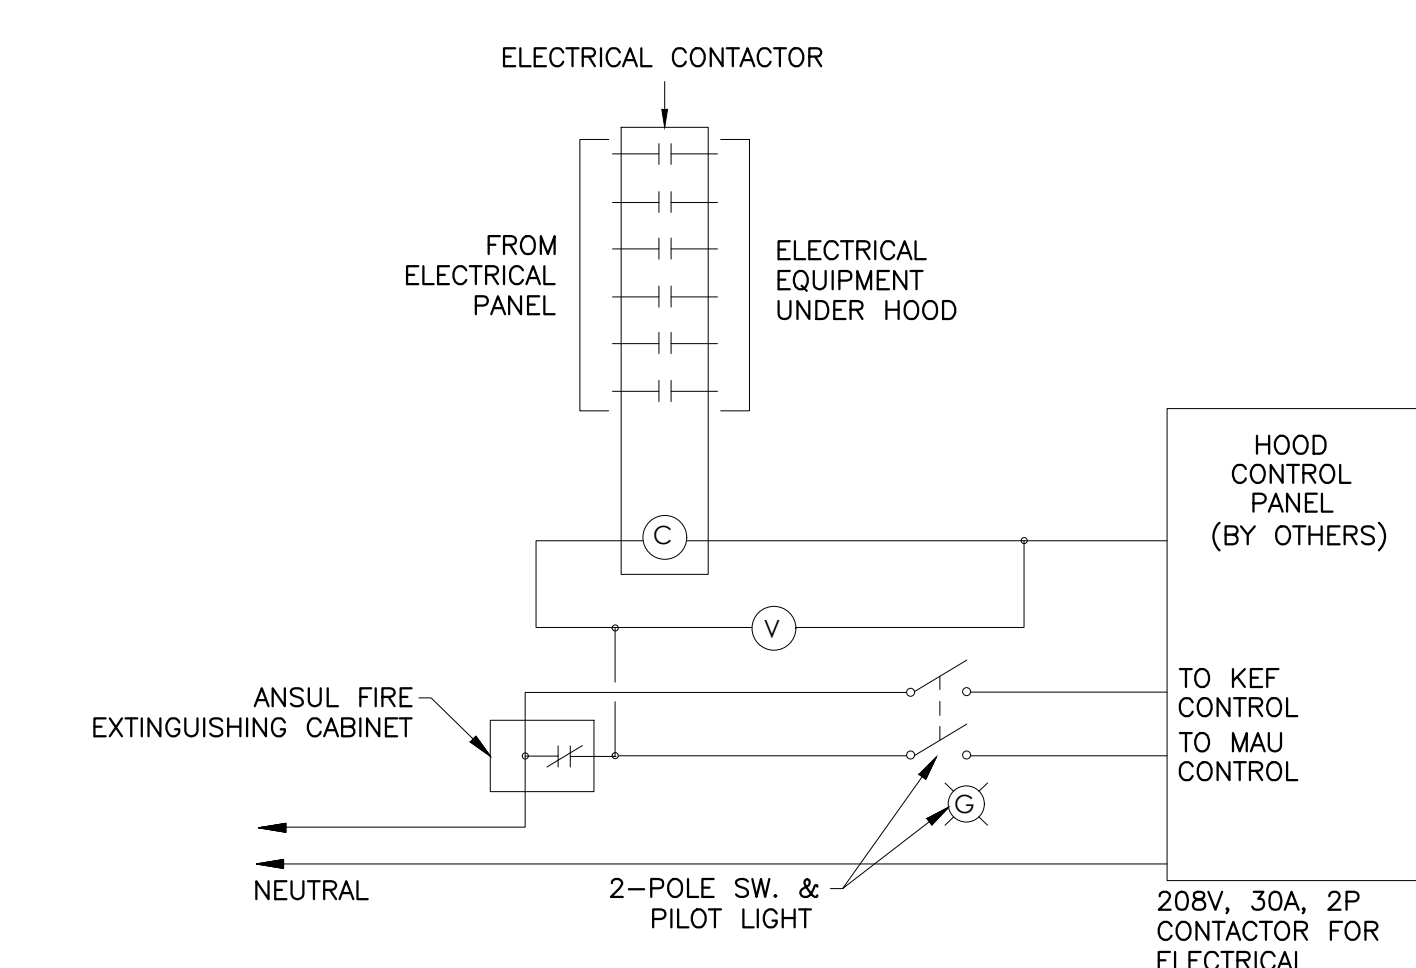 ELECTRICAL CONTACTOR
FROM
ELECTRICAL
PANEL
ELECTRICAL
EQUIPMENT
UNDER HOOD
HOOD
CONTROL
PANEL
(BY OTHERS)
C
V
ANSUL FIRE
EXTINGUISHING CABINET
TO KEF
CONTROL
TO MAU
CONTROL
G
NEUTRAL
2-POLE SW. &
PILOT LIGHT
208V, 30A, 2P
CONTACTOR FOR
ELECTRICAL